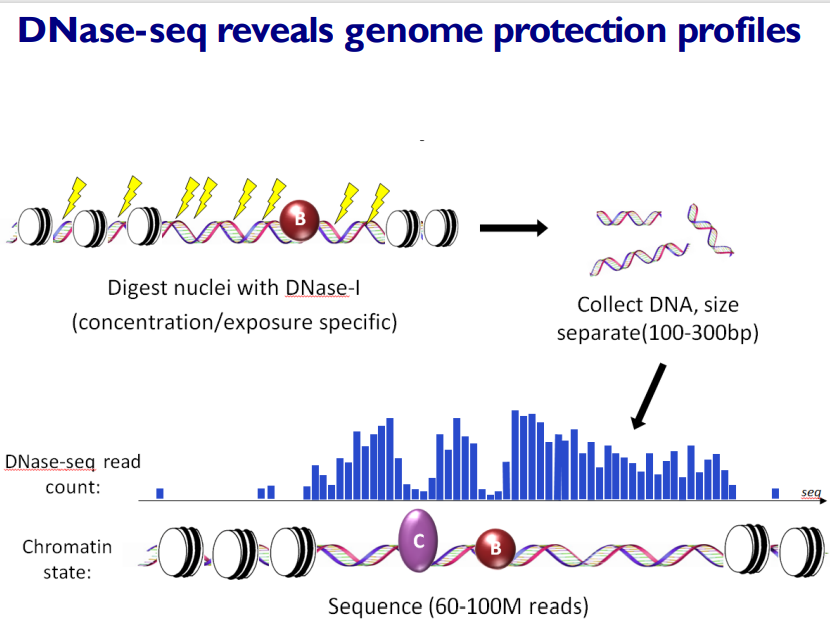 DNase-seq reveals genome protection profiles
B
Digest nuclei with DNase-I
(concentration/exposure specific)
Collect DNA, size
separate(100-300bp)
DNase-seq read
count:
seq
Chromatin
state:
C
B
Sequence (60-100M reads)